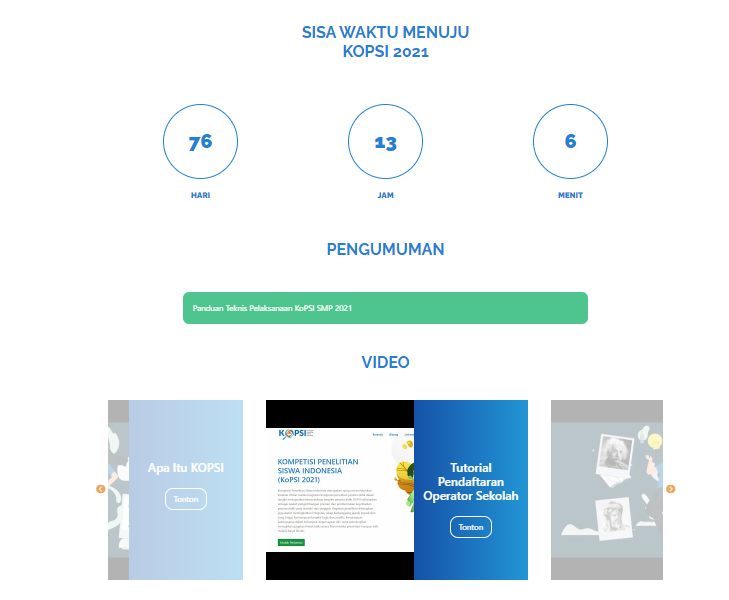 SISA WAKTU MENUJU
KOPSI 2021
76
13
6
HARI
JAM
MENIT
PENGUMUMAN
Panduan Teknis Pelaksanaan KoPSI SMP 2021
VIDEO
Apa Itu KOPSI
Tonton
KOPSI
KOMPETISI PENELITIAN
SISWA INDONESIA
(KoPSI 2021)
Tutorial
Pendaftaran
Operator Sekolah
Tonton